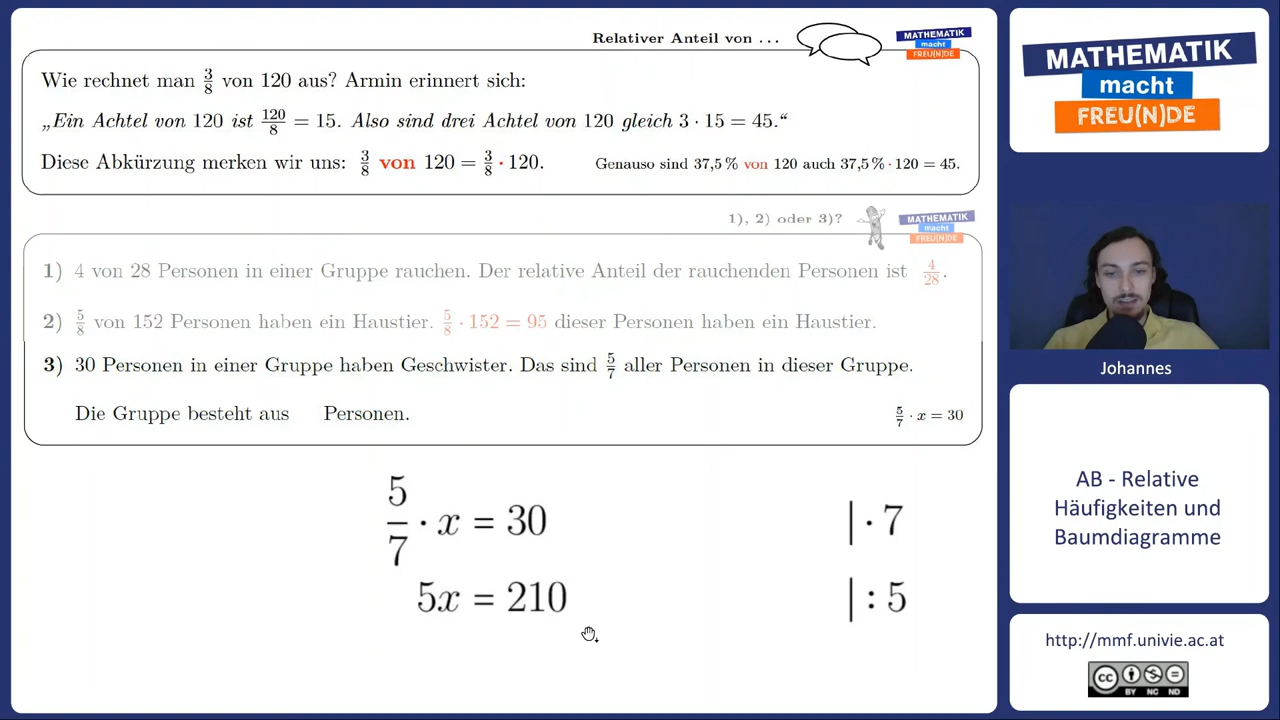 Relativer Anteil von ...
MATHEMATIK
macht
FREU(N)DE
Wie rechnet man 3/8 von 120 aus? Armin erinnert sich:
„Ein Achtel von 120 ist 120/8 = 15. Also sind drei Achtel von 120 gleich 3 · 15 = 45.“
Diese Abkürzung merken wir uns: 3/8 von 120 = 3/8 · 120.
Genauso sind 37,5 % von 120 auch 37,5 % · 120 = 45.
1), 2) oder 3)?
MATHEMATIK
macht
FREU(N)DE
1) 4 von 28 Personen in einer Gruppe rauchen. Der relative Anteil der rauchenden Personen ist 4/28.
2) 5/8 von 152 Personen haben ein Haustier. 5/8 · 152 = 95 dieser Personen haben ein Haustier.
3) 30 Personen in einer Gruppe haben Geschwister. Das sind 5/7 aller Personen in dieser Gruppe.
Die Gruppe besteht aus Personen.
5/7 · x = 30
5/7 · x = 30 | · 7
5x = 210 | : 5
MATHEMATIK
macht
FREU(N)DE
Johannes
AB - Relative
Häufigkeiten und
Baumdiagramme
http://mmf.univie.ac.at
cc
BY NC ND